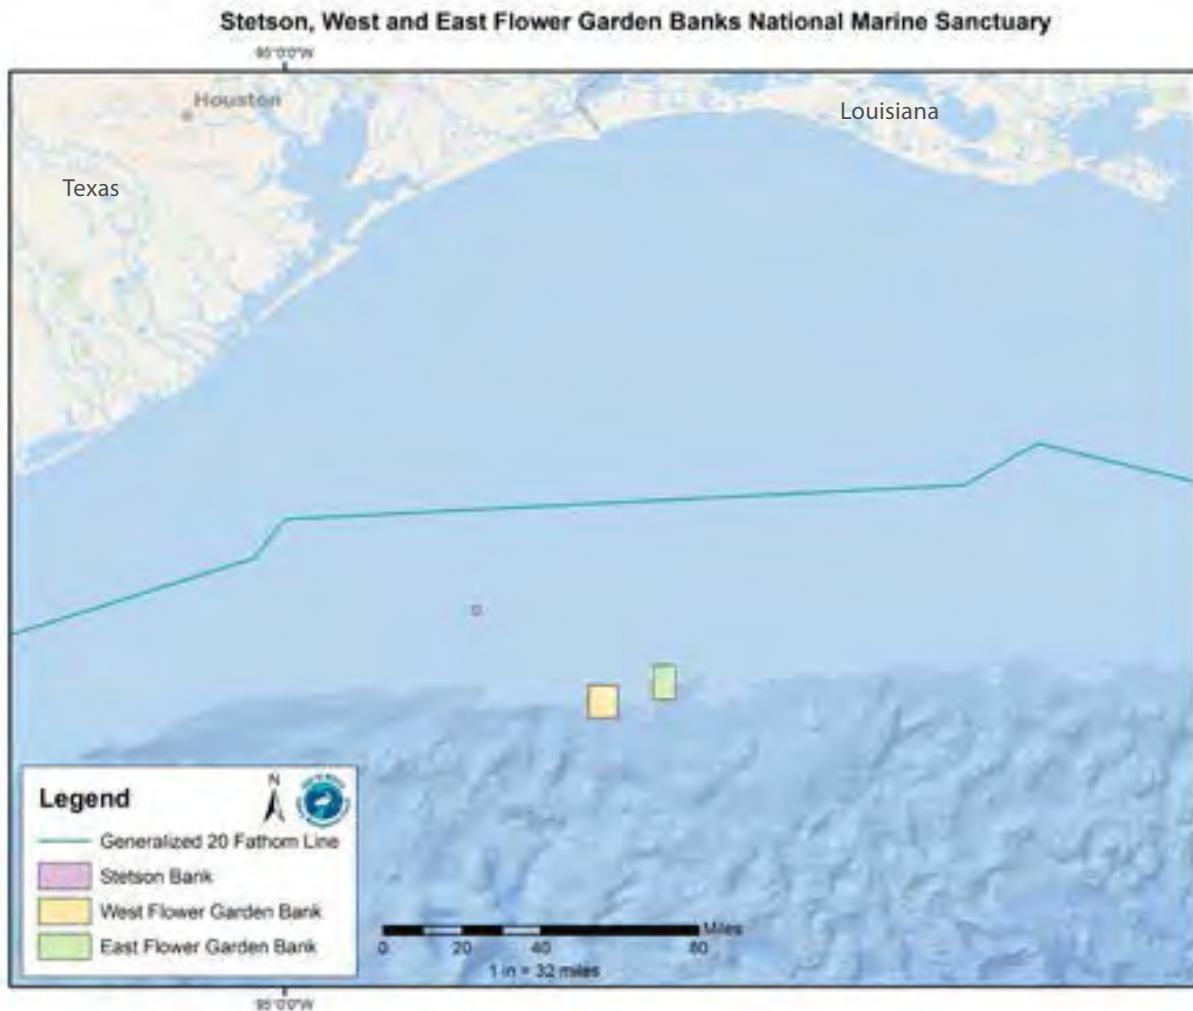 Stetson, West and East Flower Garden Banks National Marine Sanctuary
95°0'0"W
Houston
Louisiana
Texas
Legend
N
Generalized 20 Fathom Line
Stetson Bank
West Flower Garden Bank
East Flower Garden Bank
Miles
0 20 40 80
1 in = 32 miles
95°0'0"W